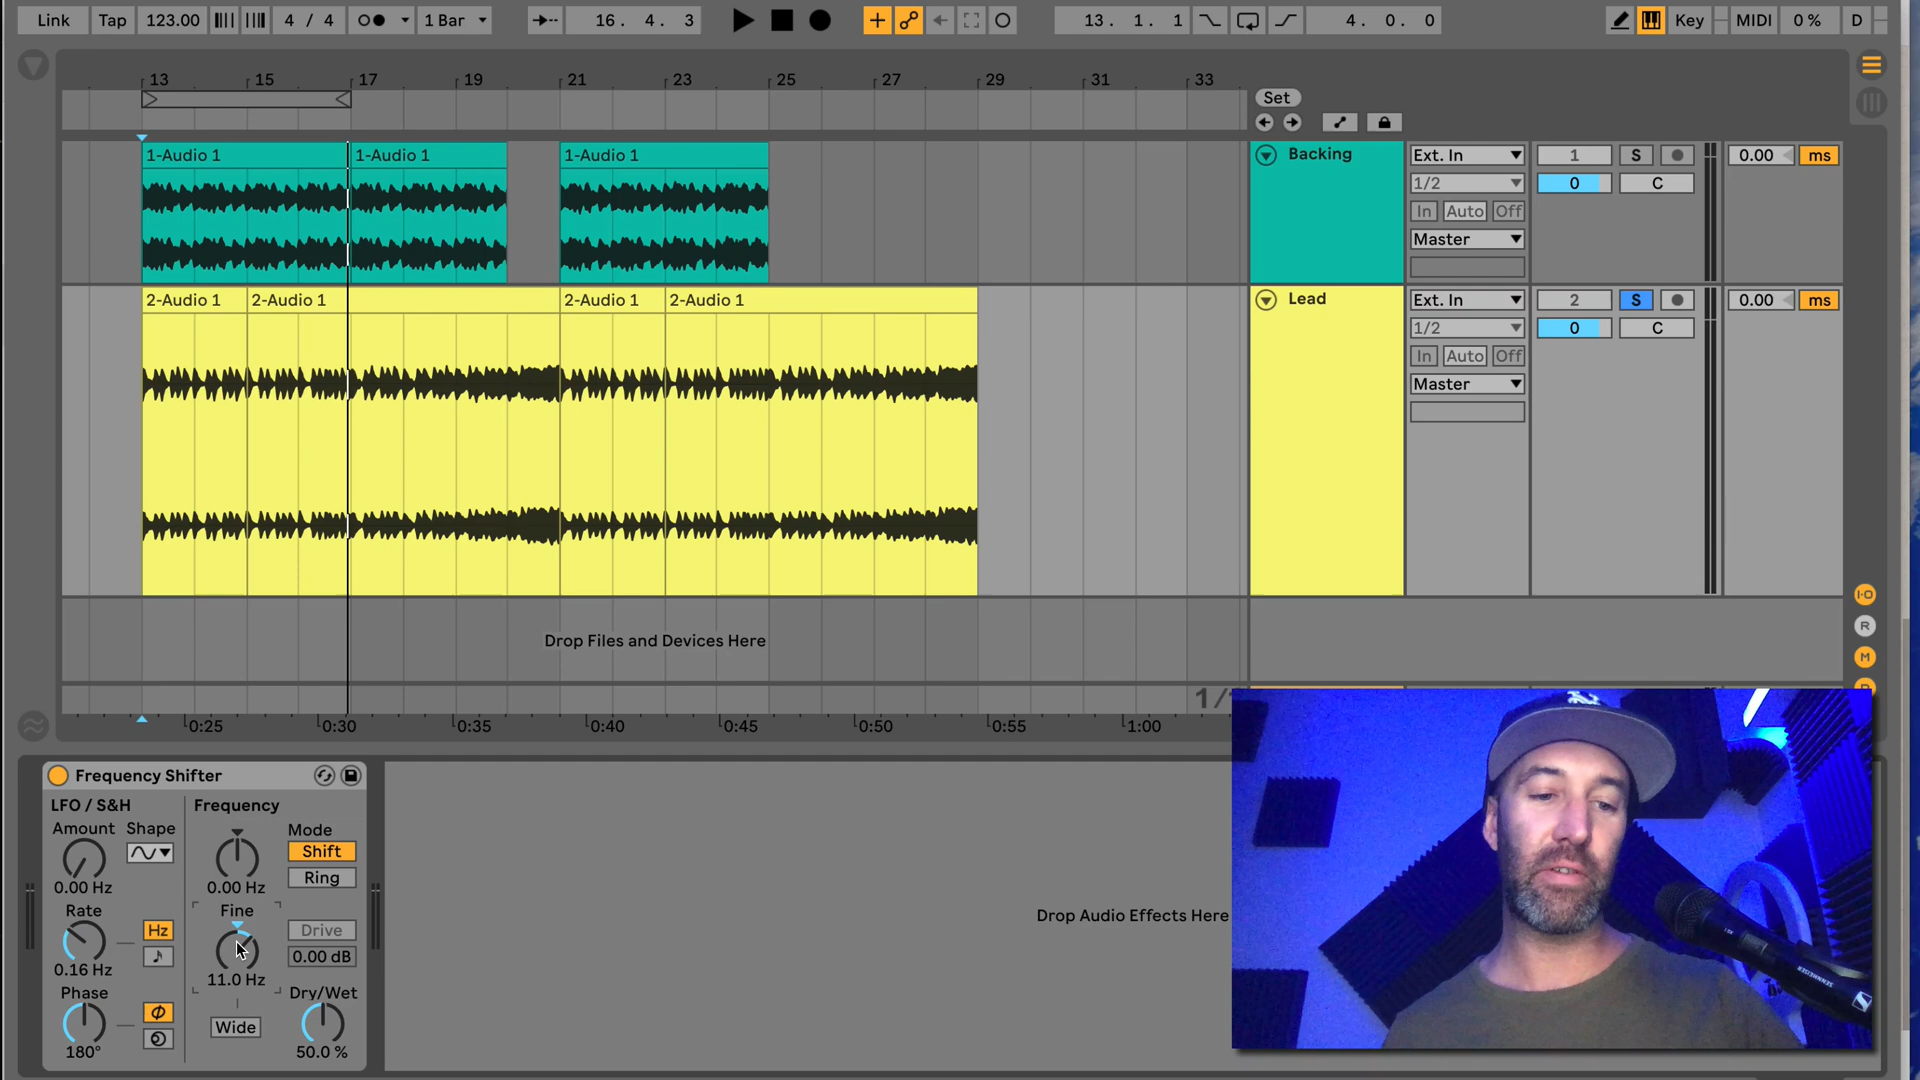 Link Tap 123.00 4 / 4 1 Bar 16. 4. 3 13. 1. 1 4. 0. 0 Key MIDI 0 % D
13 15 17 19 21 23 25 27 29 31 33
Set
1-Audio 1 1-Audio 1 1-Audio 1
Backing Ext. In 1 S 0.00 ms
1/2 0 C
In Auto Off
Master
2-Audio 1 2-Audio 1 2-Audio 1 2-Audio 1
Lead Ext. In 2 S 0.00 ms
1/2 0 C
In Auto Off
Master
I·O
R
M
Drop Files and Devices Here
0:25 0:30 0:35 0:40 0:45 0:50 0:55 1:00
Frequency Shifter
LFO / S&H Frequency
Amount Shape Mode
Shift
0.00 Hz 0.00 Hz Ring
Rate Fine
Hz Drive
0.16 Hz 11.0 Hz 0.00 dB
Phase Dry/Wet
Wide
180° 50.0 %
Drop Audio Effects Here
SENNHEISER